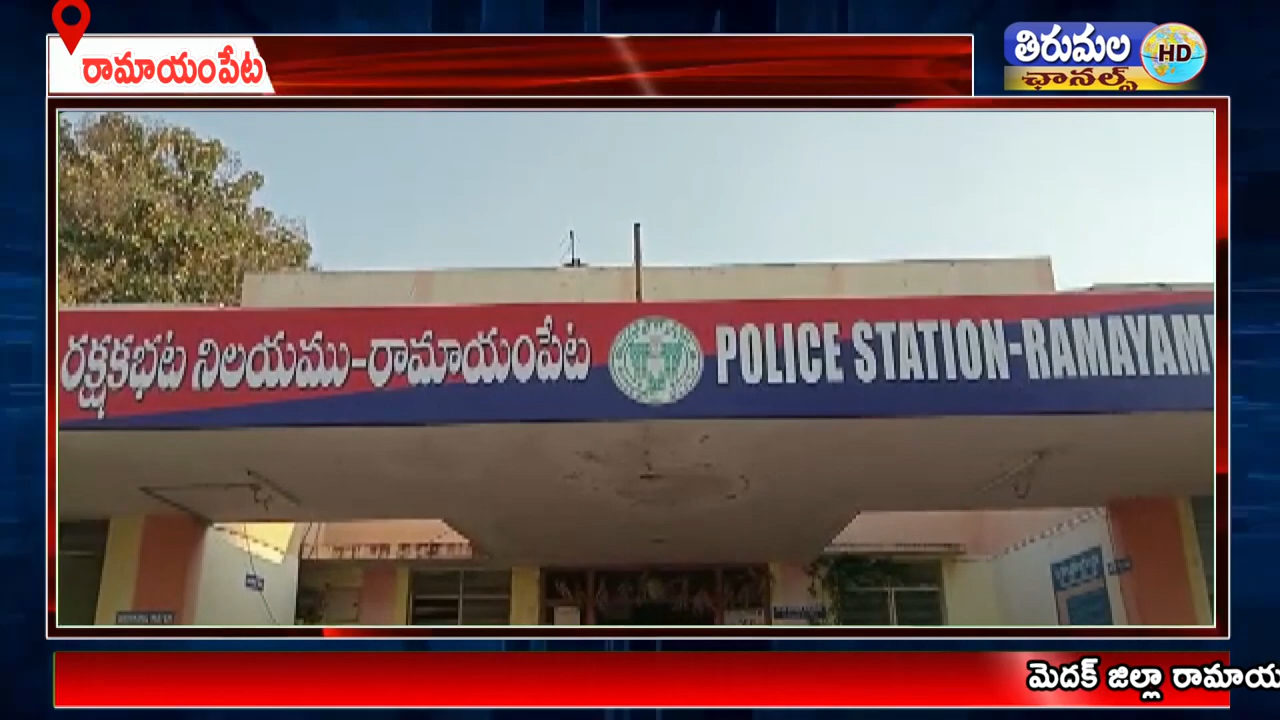 రామాయంపేట
తిరుమల
ఛానల్స్
HD
రక్షకభట నిలయము-రామాయంపేట
POLICE STATION-RAMAYAM
మెదక్ జిల్లా రామాయ